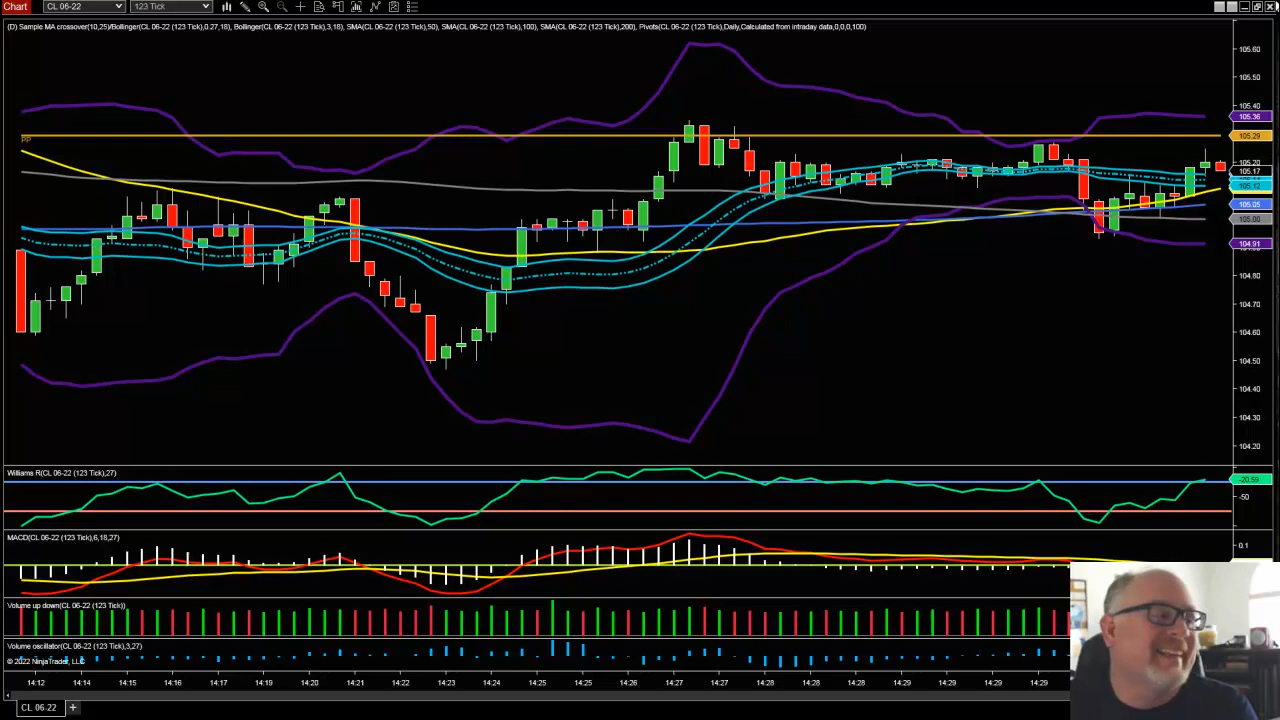 Chart CL 06-22 123 Tick
(D) Sample MA crossover(10,25)/Bollinger(CL 06-22 (123 Tick),0.27,18), Bollinger(CL 06-22 (123 Tick),3,18), SMA(CL 06-22 (123 Tick),50), SMA(CL 06-22 (123 Tick),100), SMA(CL 06-22 (123 Tick),200), Pivots(CL 06-22 (123 Tick),Daily,Calculated from intraday data,0,0,0,100)
105.60
105.50
105.40
105.36
PP
105.29
105.20
105.17
105.12
105.05
105.00
104.91
104.80
104.70
104.60
104.50
104.40
104.30
104.20
Williams R(CL 06-22 (123 Tick),27)
-20.59
-50
MACD(CL 06-22 (123 Tick),6,18,27)
0.1
Volume up down(CL 06-22 (123 Tick))
Volume oscillator(CL 06-22 (123 Tick),3,27)
© 2022 NinjaTrader, LLC
14:12 14:14 14:15 14:16 14:17 14:18 14:20 14:21 14:22 14:23 14:24 14:25 14:26 14:27 14:27 14:28 14:28 14:28 14:29 14:29 14:29 14:29
CL 06-22 +